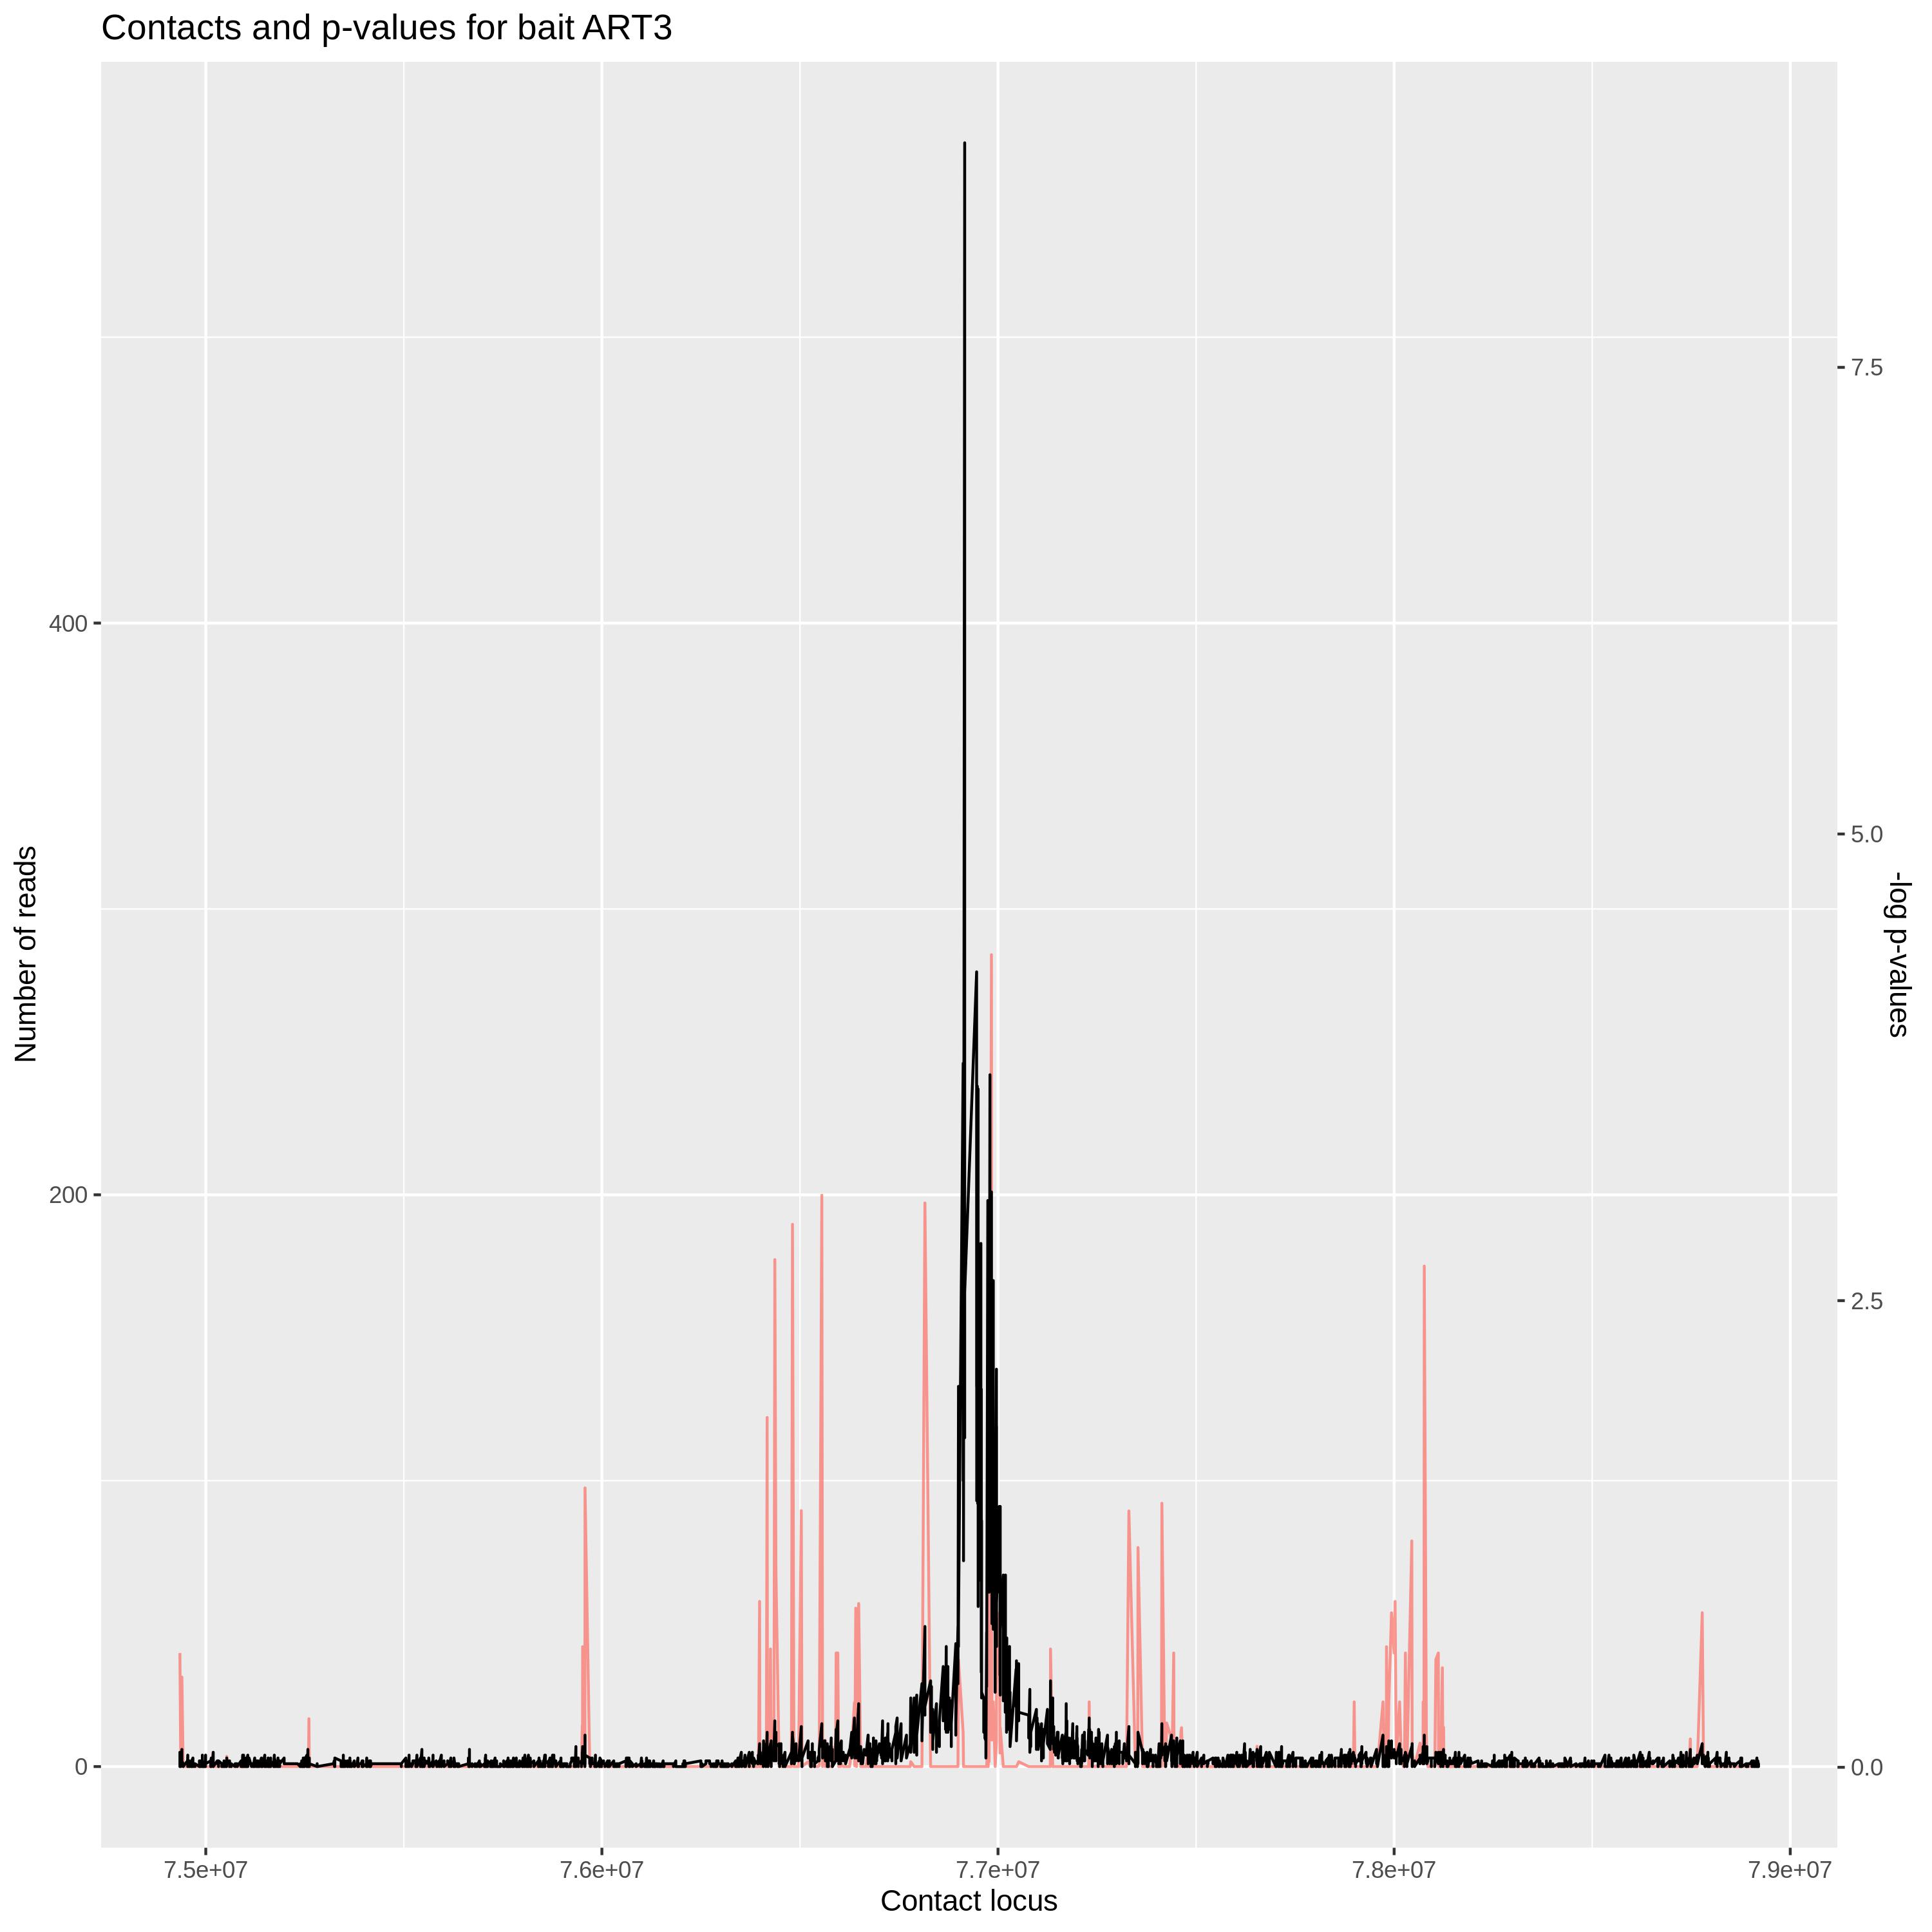 Contacts and p-values for bait ART3
Number of reads
400
200
0
7.5
5.0
2.5
0.0
-log p-values
7.5e+07 7.6e+07 7.7e+07 7.8e+07 7.9e+07
Contact locus